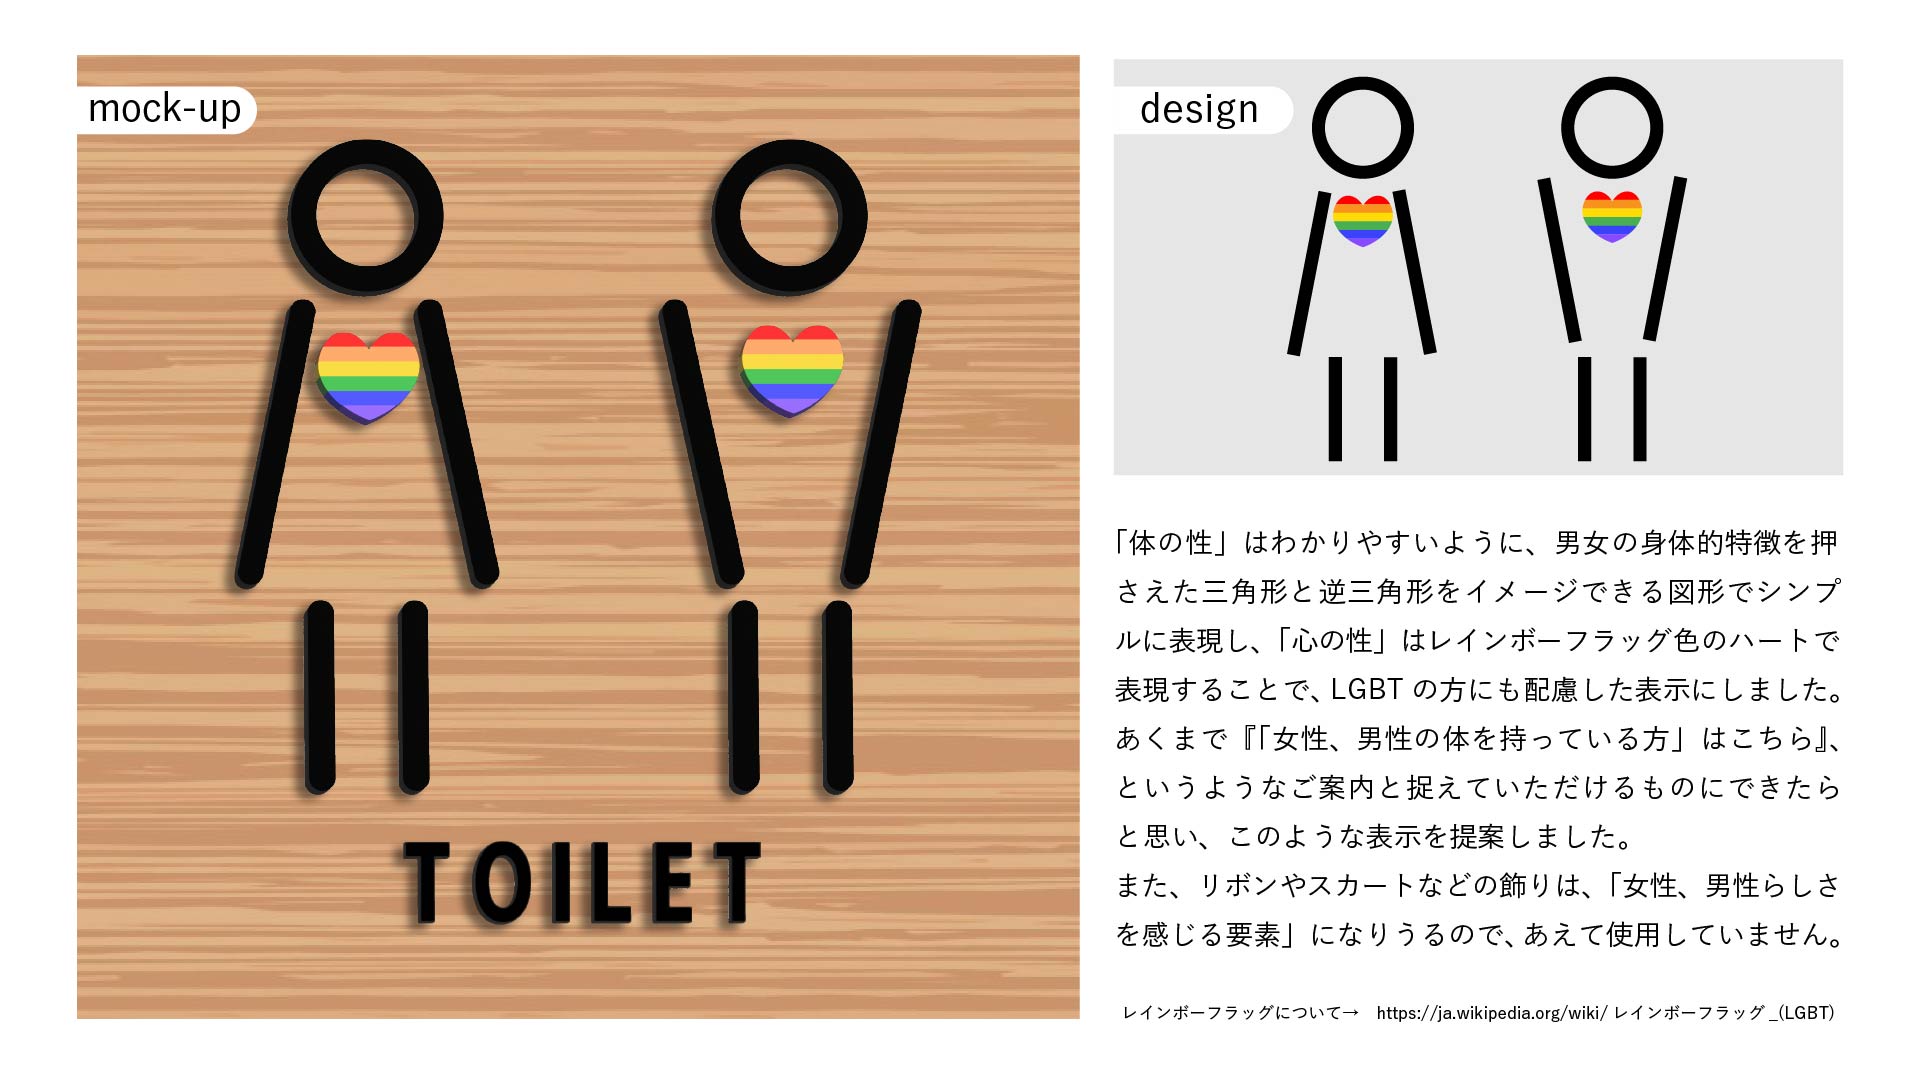 mock-up
TOILET
design
「体の性」はわかりやすいように、男女の身体的特徴を押
さえた三角形と逆三角形をイメージできる図形でシンプ
ルに表現し、「心の性」はレインボーフラッグ色のハートで
表現することで、LGBT の方にも配慮した表示にしました。
あくまで『「女性、男性の体を持っている方」はこちら』、
というようなご案内と捉えていただけるものにできたら
と思い、このような表示を提案しました。
また、リボンやスカートなどの飾りは、「女性、男性らしさ
を感じる要素」になりうるので、あえて使用していません。
レインボーフラッグについて→ https://ja.wikipedia.org/wiki/ レインボーフラッグ _(LGBT)